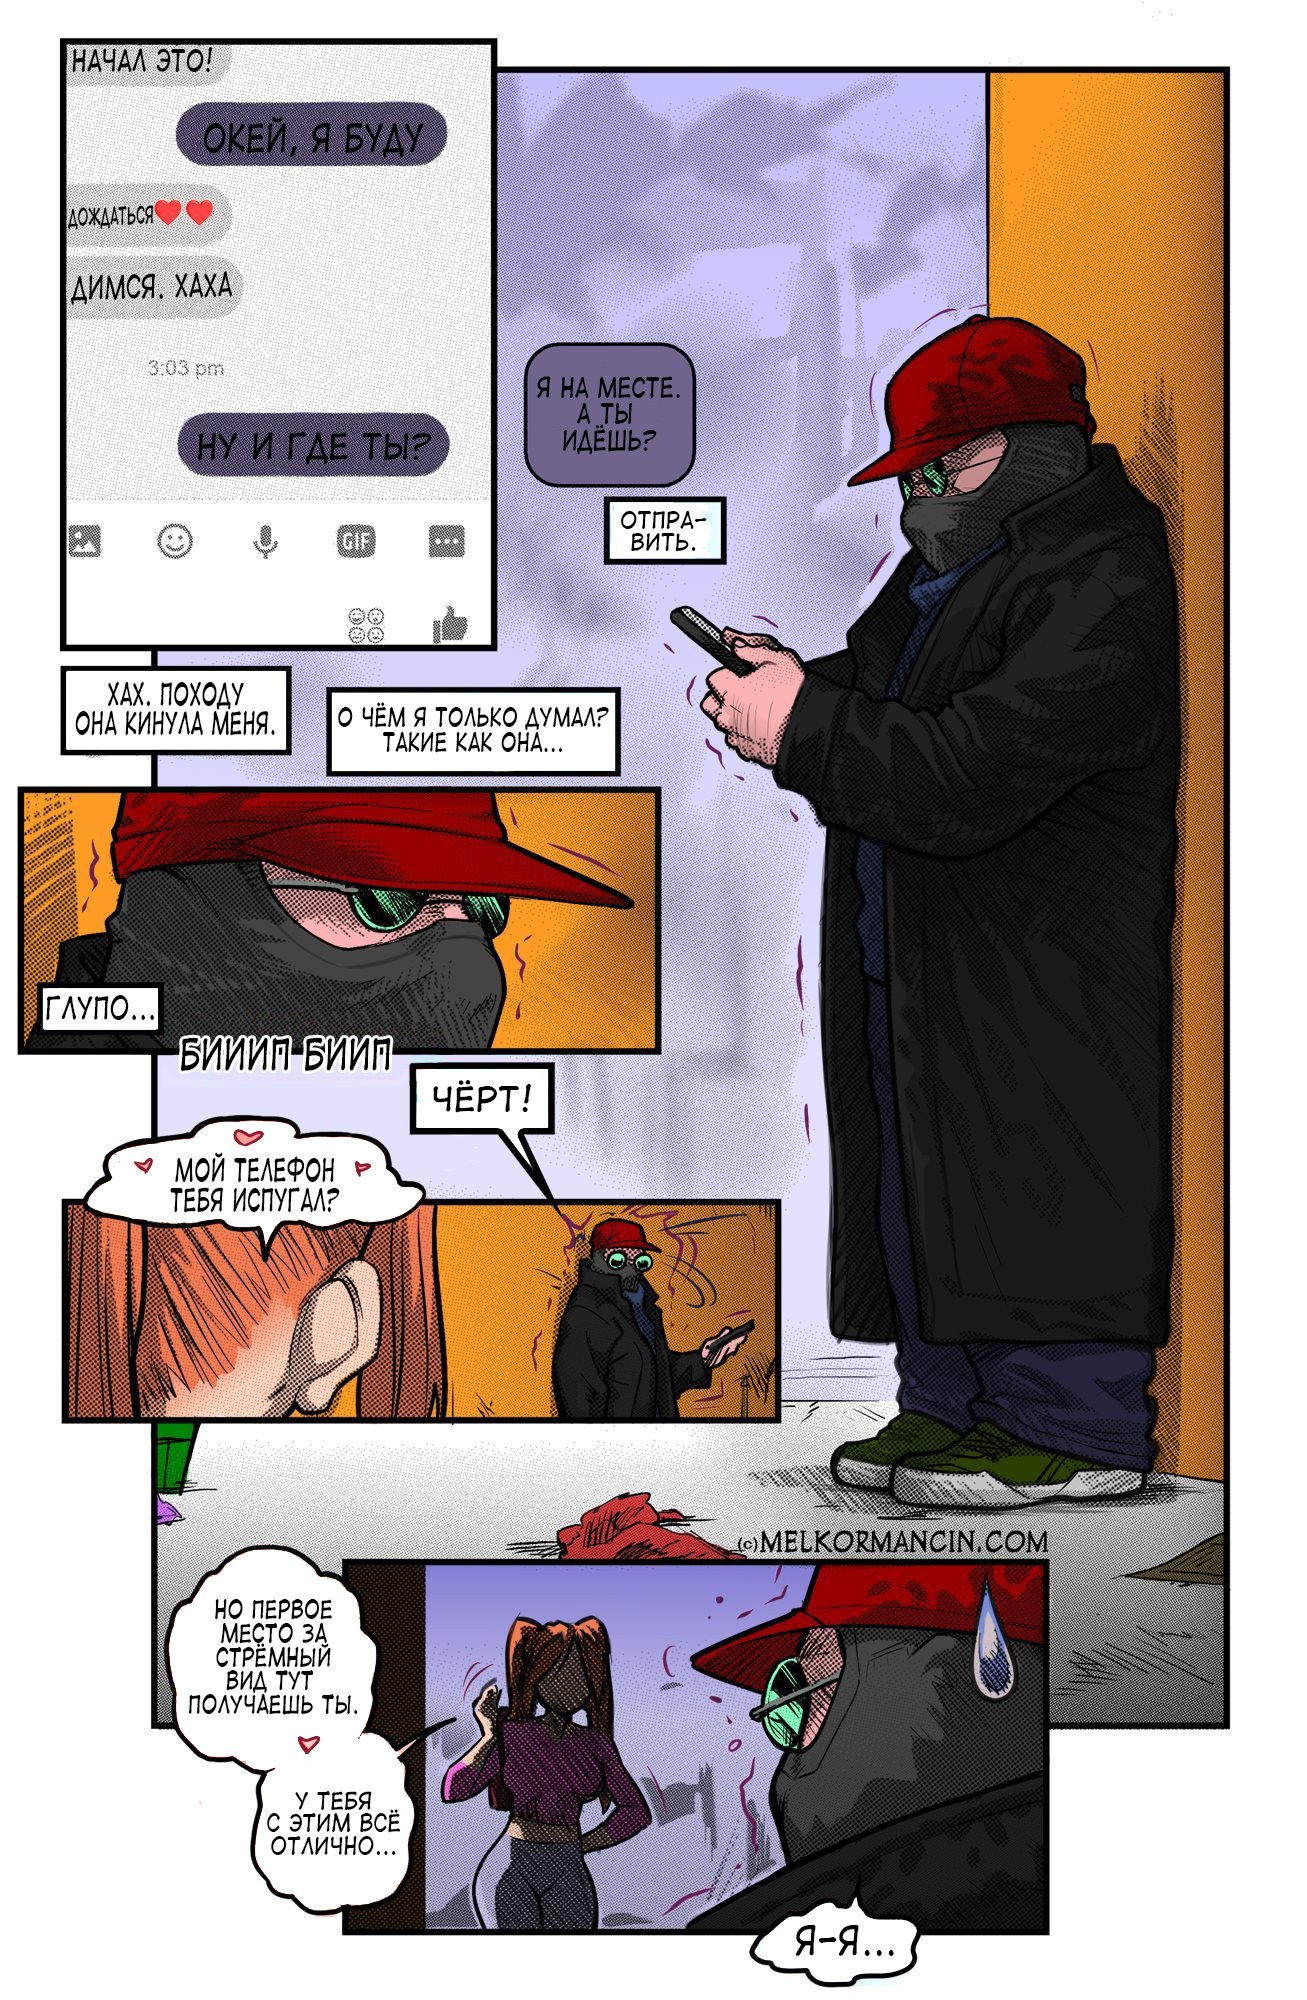 НАЧАЛ ЭТО!
ОКЕЙ, Я БУДУ
ДОЖДАТЬСЯ❤❤
ДИМСЯ. ХАХА
3:03 pm
НУ И ГДЕ ТЫ?
GIF
Я НА МЕСТЕ.
А ТЫ
ИДЁШЬ?
ОТПРА-
ВИТЬ.
ХАХ. ПОХОДУ
ОНА КИНУЛА МЕНЯ.
О ЧЁМ Я ТОЛЬКО ДУМАЛ?
ТАКИЕ КАК ОНА...
ГЛУПО...
БИИИП БИИП
ЧЁРТ!
МОЙ ТЕЛЕФОН
ТЕБЯ ИСПУГАЛ?
(C)MELKORMANCIN.COM
НО ПЕРВОЕ
МЕСТО ЗА
СТРЁМНЫЙ
ВИД ТУТ
ПОЛУЧАЕШЬ ТЫ.
У ТЕБЯ
С ЭТИМ ВСЁ
ОТЛИЧНО...
Я-Я...